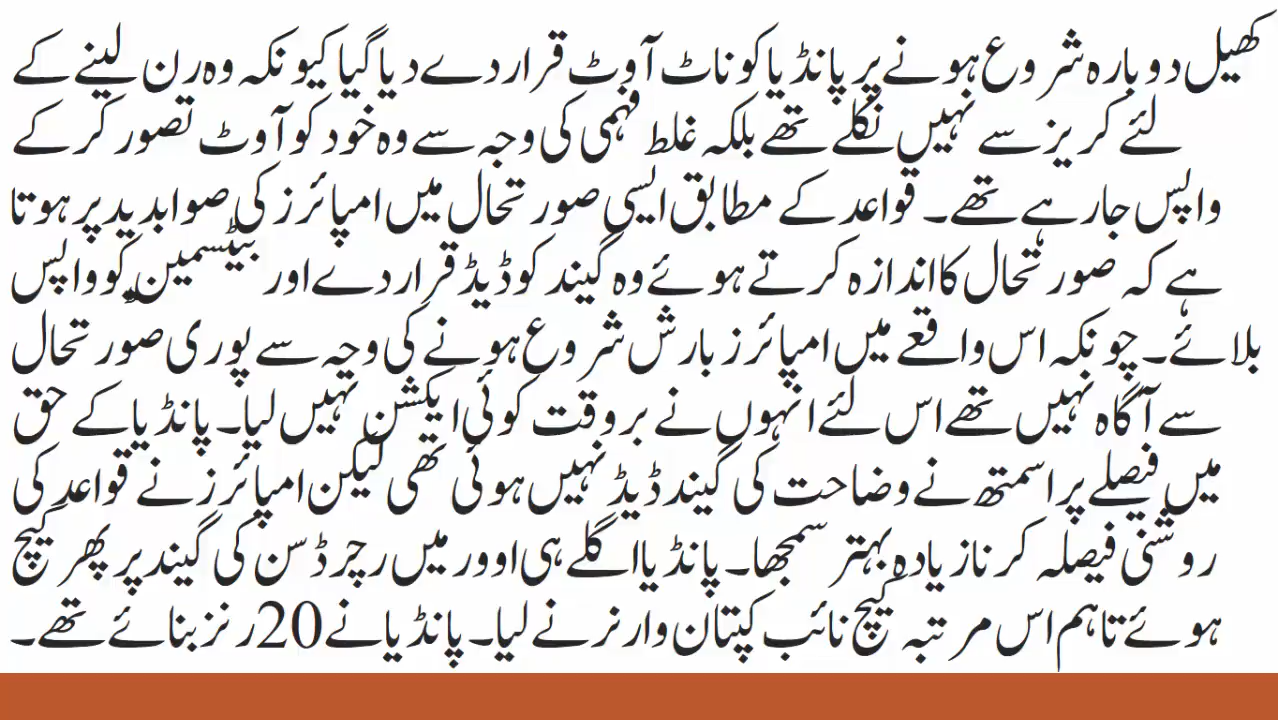 کھیل دوبارہ شروع ہونے پر پانڈیا کو ناٹ آوٹ قرار دے دیا گیا کیونکہ وہ رن لینے کے
لئے کریز سے نہیں نکلے تھے بلکہ غلط فہمی کی وجہ سے وہ خود کو آوٹ تصور کر کے
واپس جارہے تھے۔ قواعد کے مطابق ایسی صورتحال میں امپائرز کی صوابدید پر ہوتا
ہے کہ صورتحال کا اندازہ کرتے ہوئے وہ گیند کو ڈیڈ قرار دے اور بیٹسمین کو واپس
بلائے۔ چونکہ اس واقعے میں امپائرز بارش شروع ہونے کی وجہ سے پوری صورتحال
سے آگاہ نہیں تھے اس لئے انہوں نے بروقت کوئی ایکشن نہیں لیا۔ پانڈیا کے حق
میں فیصلے پر اسمتھ نے وضاحت کی گیند ڈیڈ نہیں ہوئی تھی لیکن امپائرز نے قواعد کی
روشنی فیصلہ کرنا زیادہ بہتر سمجھا۔ پانڈیا اگلے ہی اوور میں رچرڈسن کی گیند پر پھر کیچ
ہوئے تاہم اس مرتبہ کیچ نائب کپتان وارنر نے لیا۔ پانڈیا نے 20 رنز بنائے تھے۔